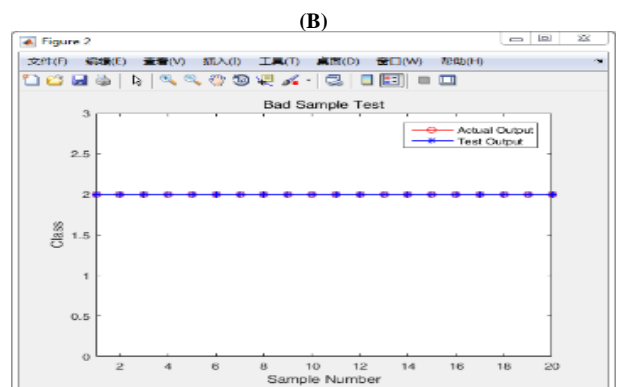 (B)
Figure 2
文件(F) 编辑(E) 查看(V) 插入(I) 工具(T) 桌面(D) 窗口(W) 帮助(H)
Bad Sample Test
3
Actual Output
Test Output
2.5
2
Class
1.5
1
0.5
0
2 4 6 8 10 12 14 16 18 20
Sample Number